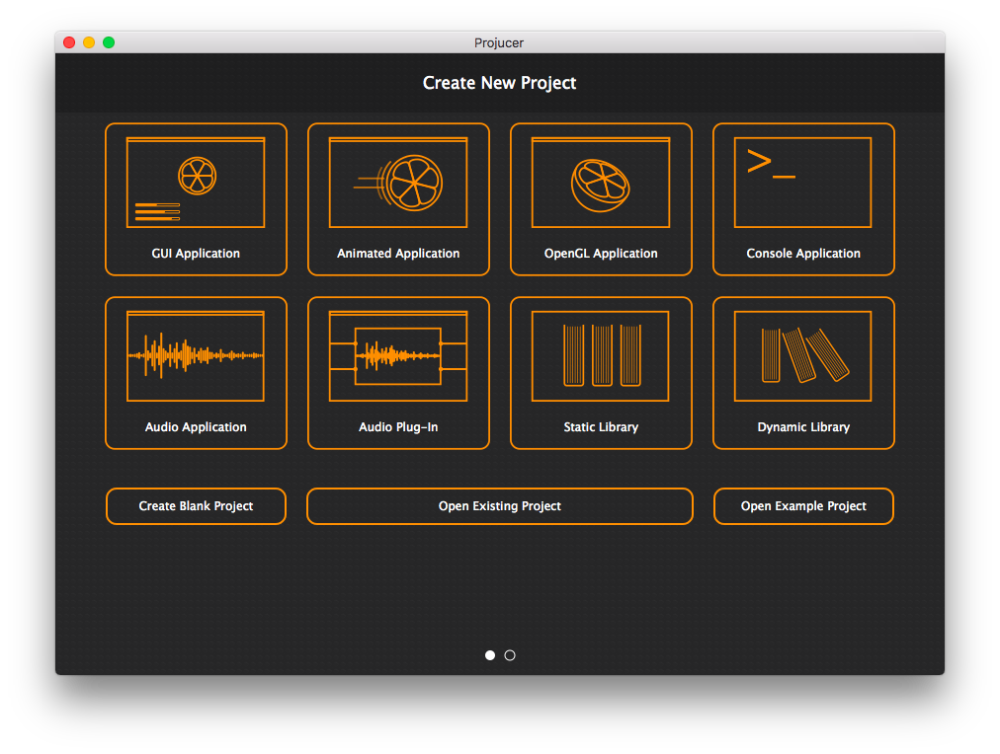 Projucer
Create New Project
GUI Application
Animated Application
OpenGL Application
Console Application
>_
Audio Application
Audio Plug-In
Static Library
Dynamic Library
Create Blank Project
Open Existing Project
Open Example Project